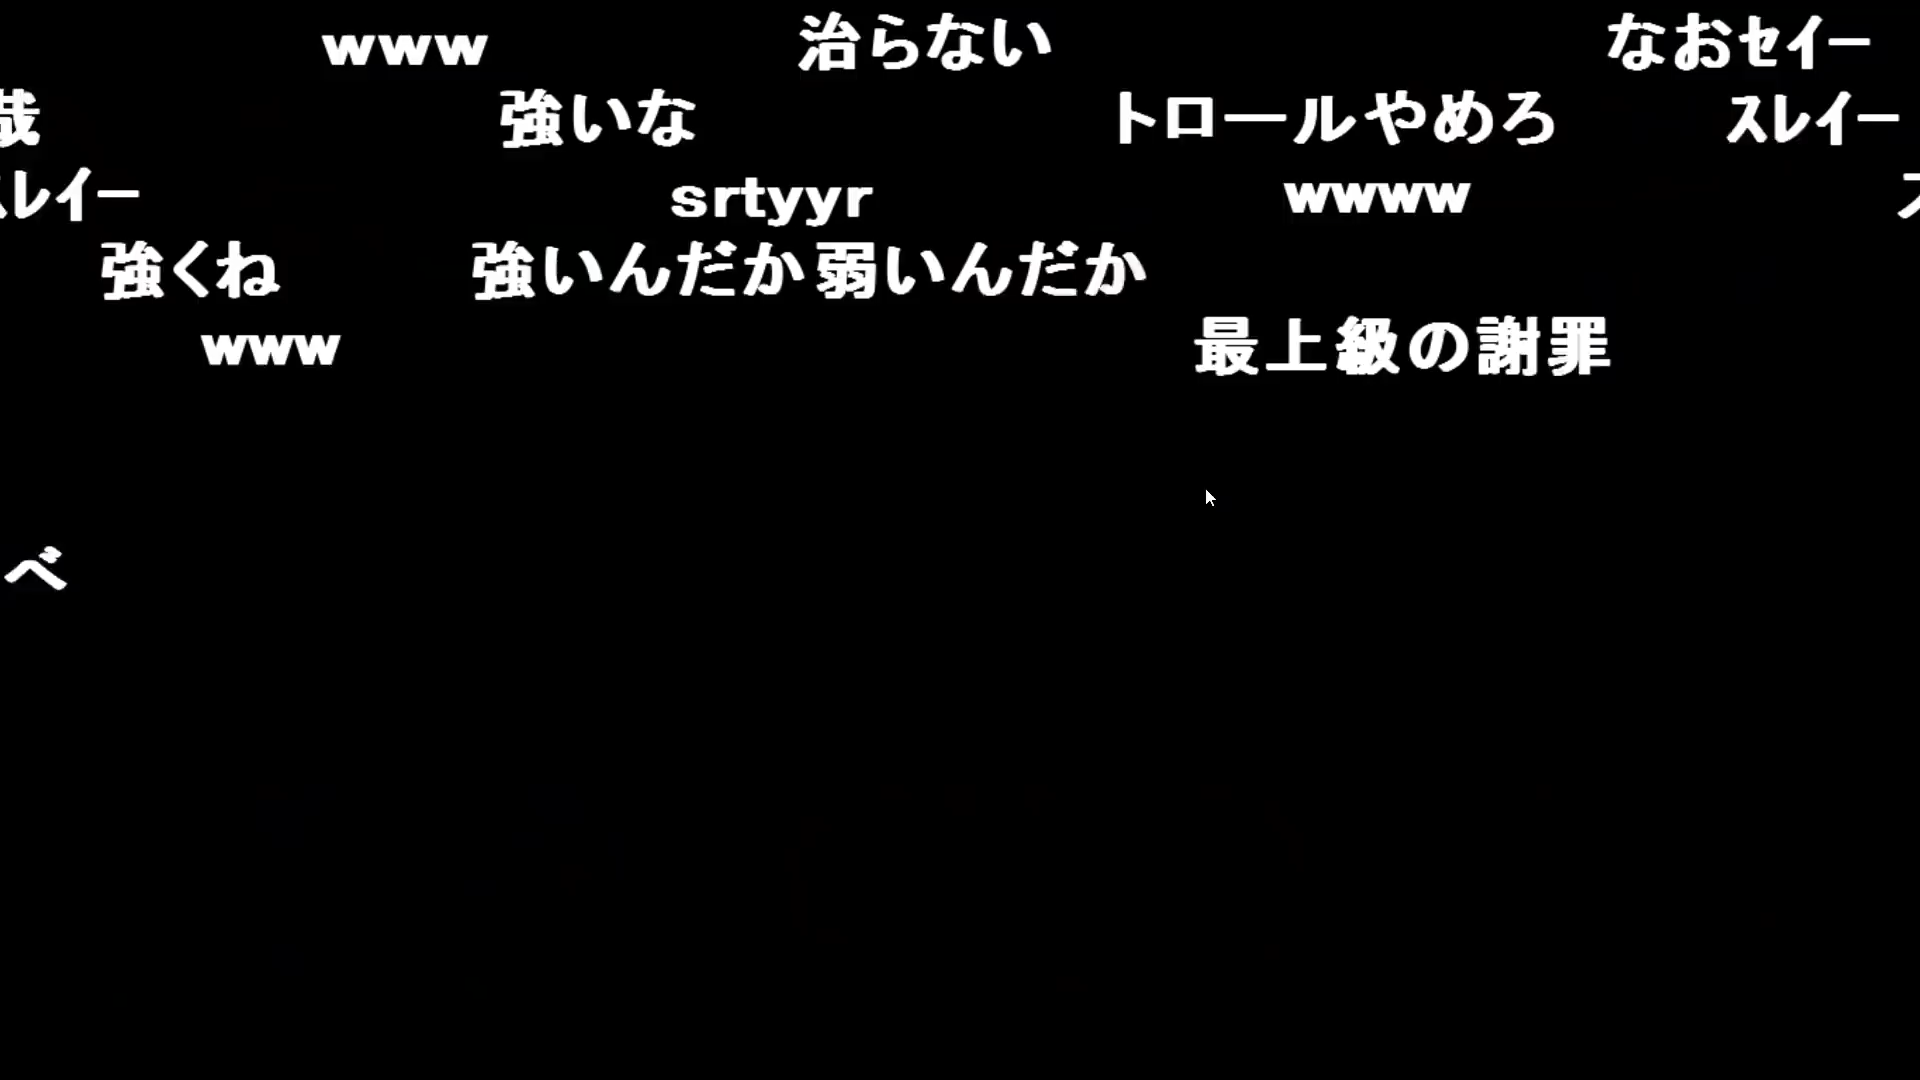 www 治らない なおｾｲー
哉 強いな トロールやめろ ｽﾚｲー
ｽﾚｲー srtyyr wwww
強くね 強いんだか弱いんだか
www 最上級の謝罪
べ